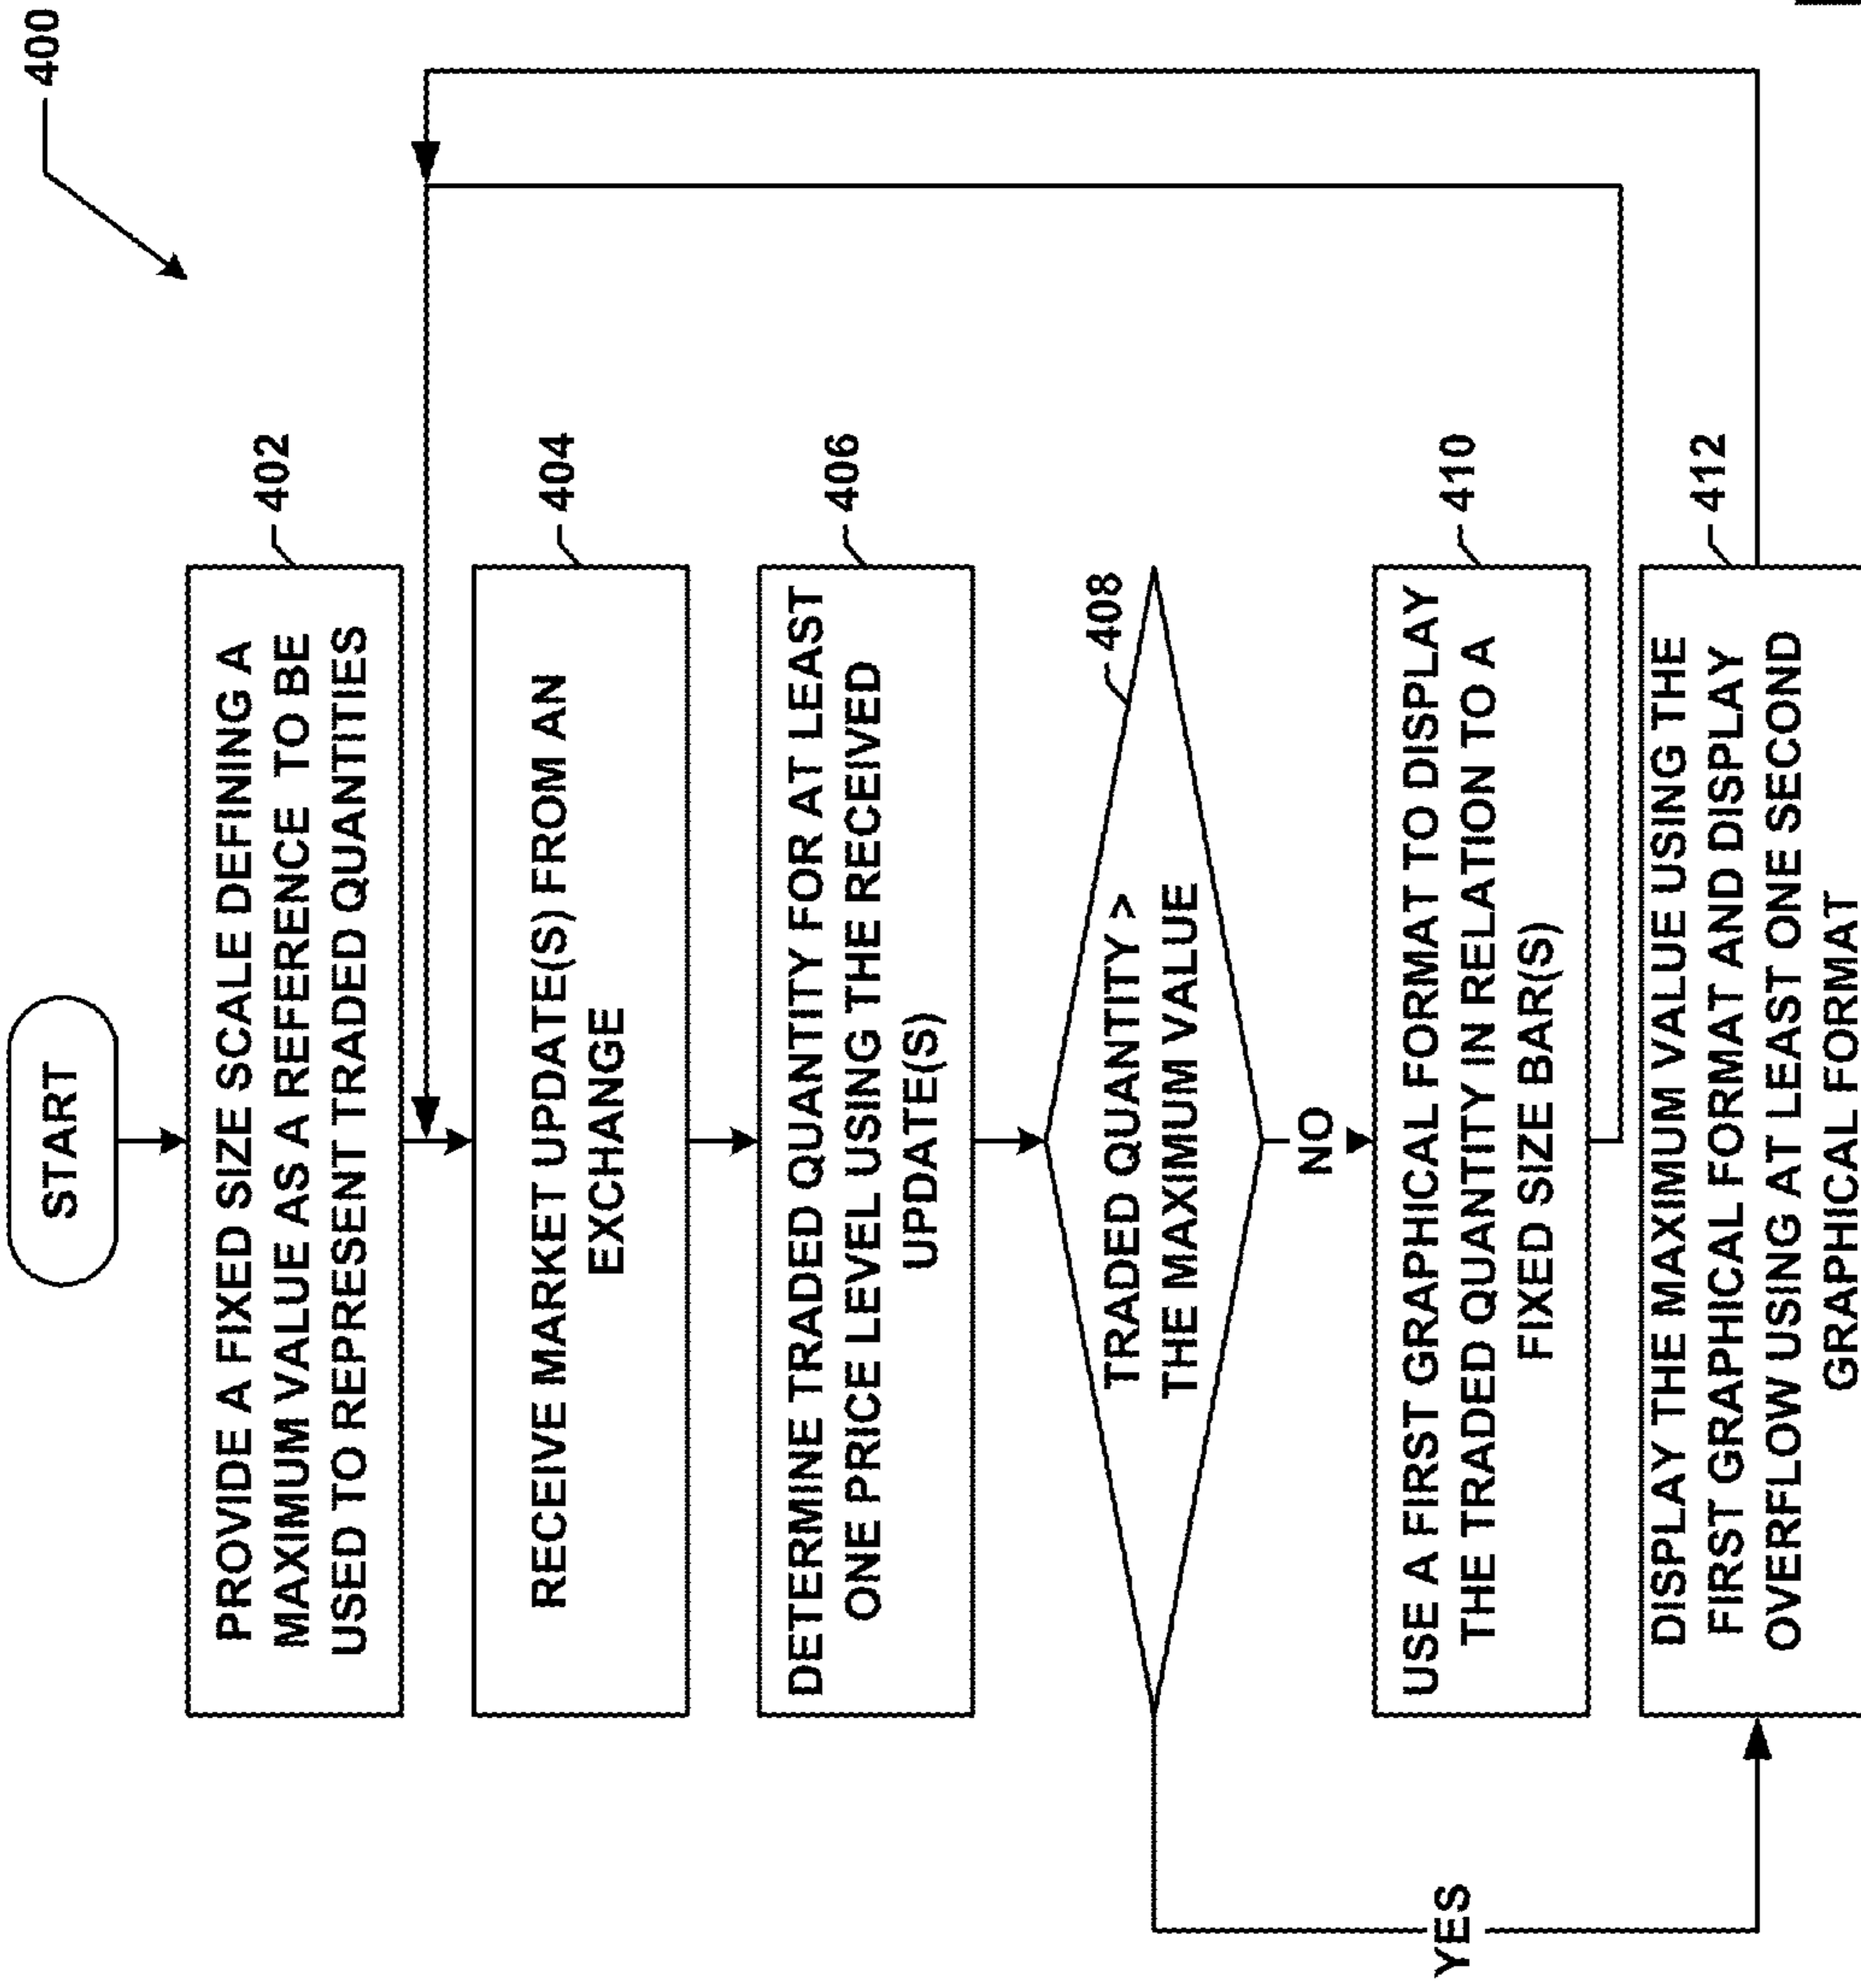 400
START
PROVIDE A FIXED SIZE SCALE DEFINING A
MAXIMUM VALUE AS A REFERENCE TO BE
USED TO REPRESENT TRADED QUANTITIES
402
RECEIVE MARKET UPDATE(S) FROM AN
EXCHANGE
404
DETERMINE TRADED QUANTITY FOR AT LEAST
ONE PRICE LEVEL USING THE RECEIVED
UPDATE(S)
406
408
TRADED QUANTITY >
THE MAXIMUM VALUE
NO
YES
USE A FIRST GRAPHICAL FORMAT TO DISPLAY
THE TRADED QUANTITY IN RELATION TO A
FIXED SIZE BAR(S)
410
DISPLAY THE MAXIMUM VALUE USING THE
FIRST GRAPHICAL FORMAT AND DISPLAY
OVERFLOW USING AT LEAST ONE SECOND
GRAPHICAL FORMAT
412